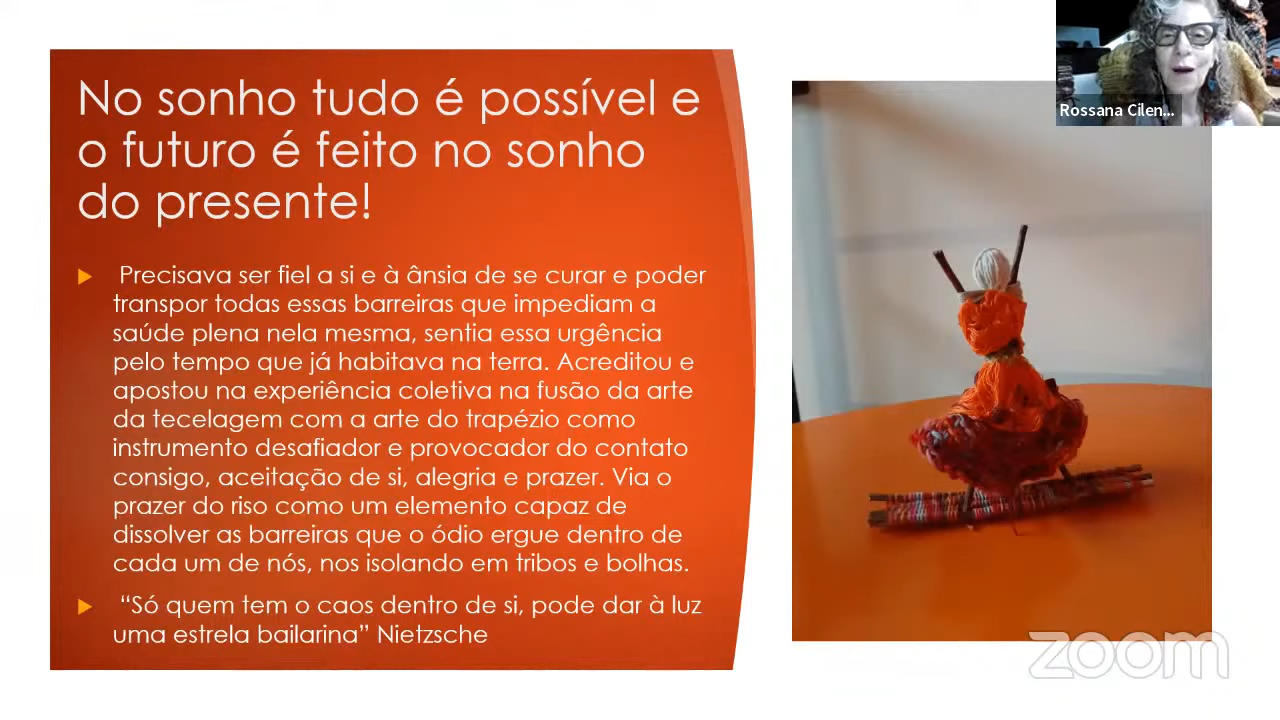 No sonho tudo é possível e
o futuro é feito no sonho
do presente!
Precisava ser fiel a si e à ânsia de se curar e poder
transpor todas essas barreiras que impediam a
saúde plena nela mesma, sentia essa urgência
pelo tempo que já habitava na terra. Acreditou e
apostou na experiência coletiva na fusão da arte
da tecelagem com a arte do trapézio como
instrumento desafiador e provocador do contato
consigo, aceitação de si, alegria e prazer. Via o
prazer do riso como um elemento capaz de
dissolver as barreiras que o ódio ergue dentro de
cada um de nós, nos isolando em tribos e bolhas.
“Só quem tem o caos dentro de si, pode dar à luz
uma estrela bailarina” Nietzsche
Rossana Cilen...
zoom